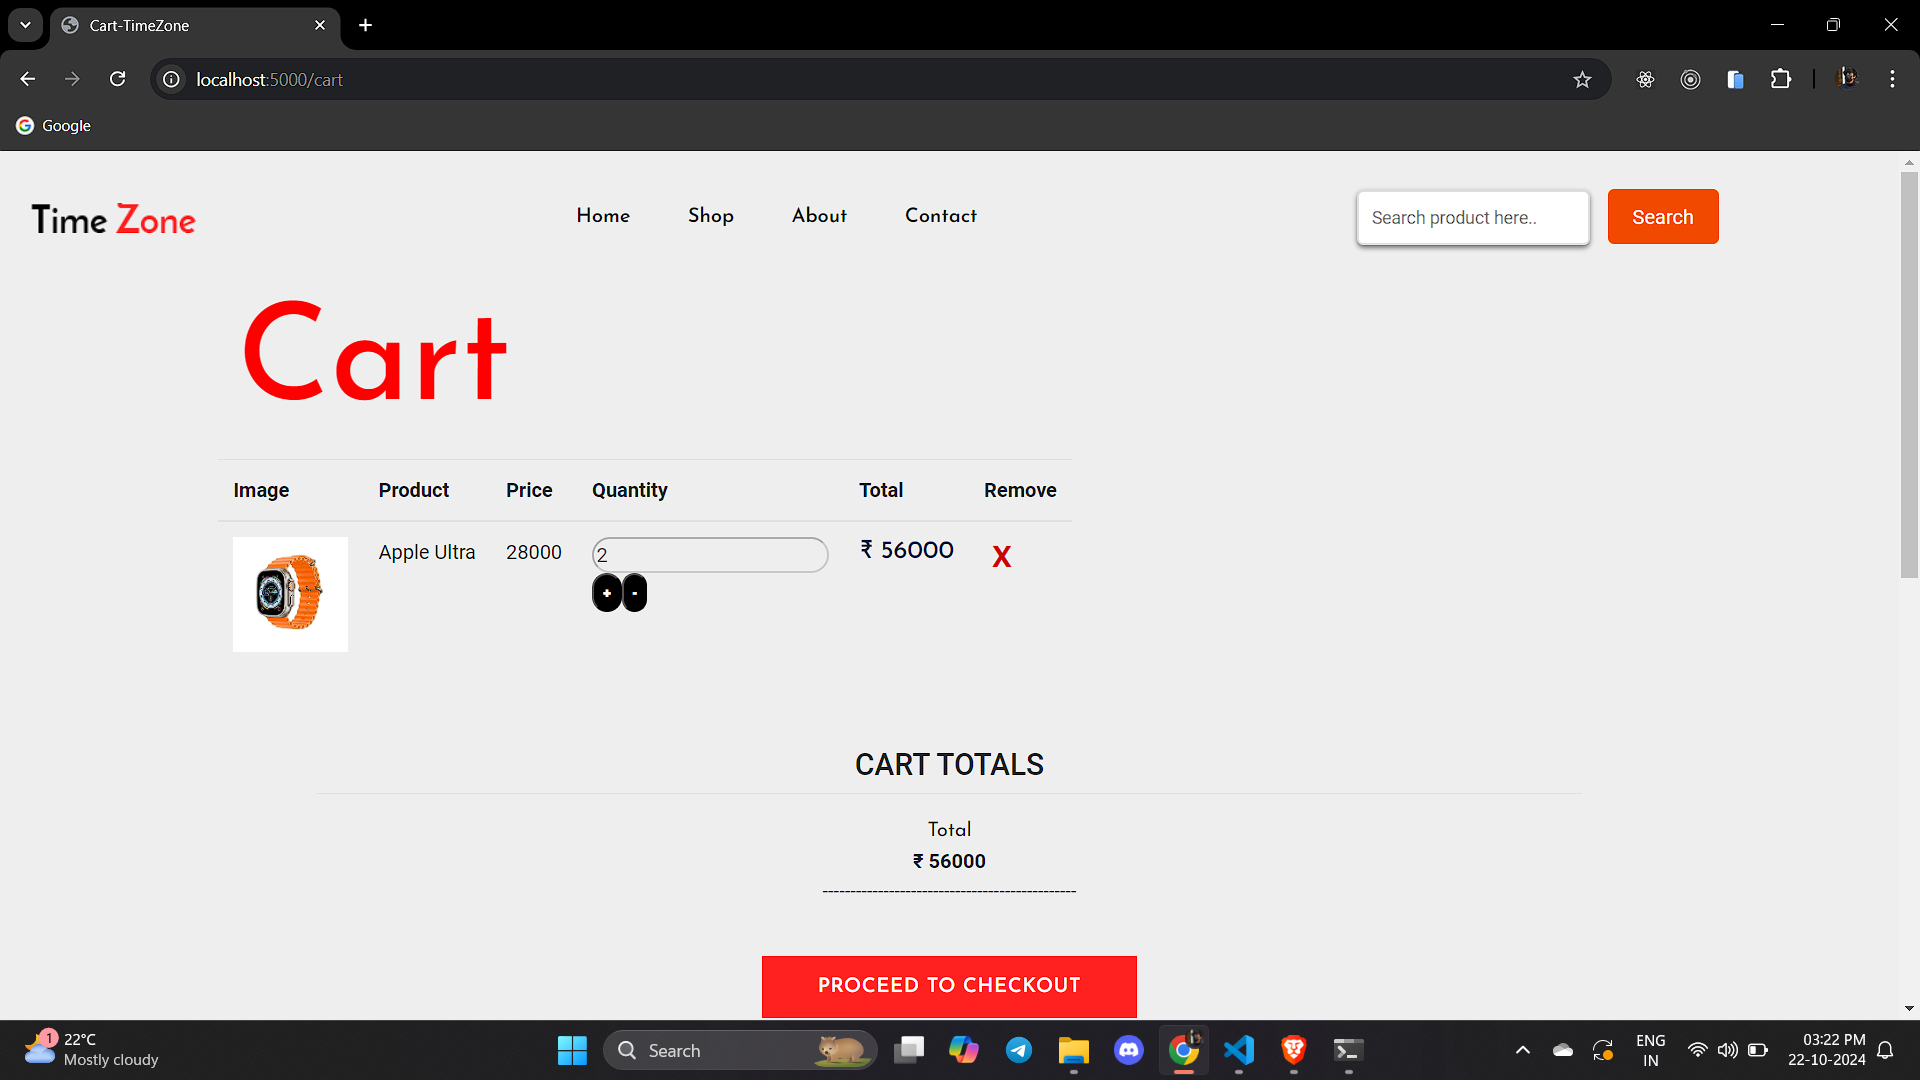 Cart-TimeZone
localhost:5000/cart
Google
Time Zone
Home Shop About Contact
Search product here..
Search
Cart
Image Product Price Quantity Total Remove
Apple Ultra 28000 2 ₹ 56000 X
+ -
CART TOTALS
Total
₹ 56000
----------------------------------------------
PROCEED TO CHECKOUT
1
22°C
Mostly cloudy
Search
ENG
IN
03:22 PM
22-10-2024